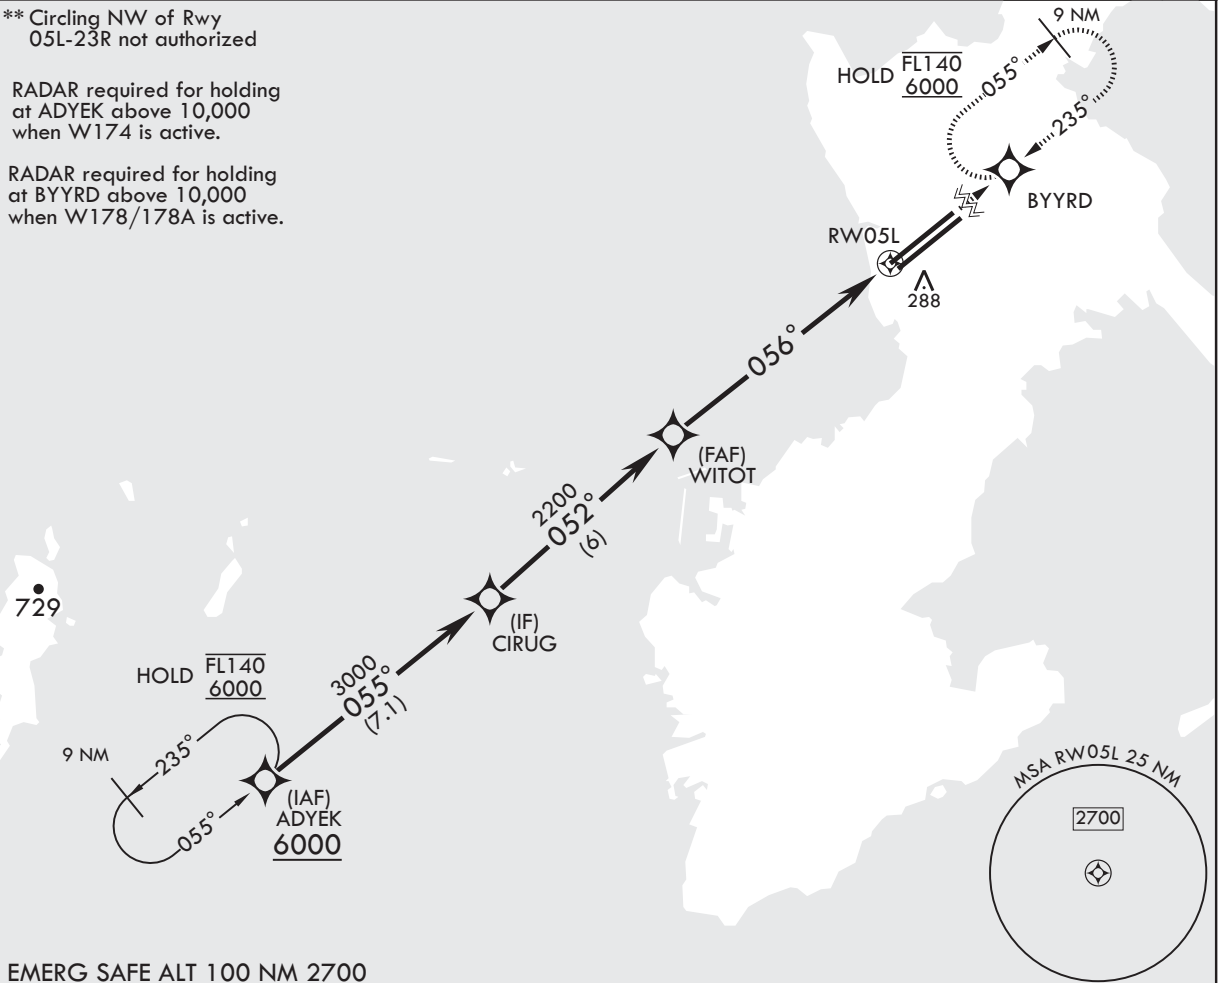 ** Circling NW of Rwy
05L-23R not authorized
RADAR required for holding
at ADYEK above 10,000
when W174 is active.
RADAR required for holding
at BYYRD above 10,000
when W178/178A is active.
9 NM
HOLD FL140
6000
055°
235°
BYYRD
RW05L
288
056°
(FAF)
WITOT
2200
052°
(6)
729
(IF)
CIRUG
HOLD FL140
6000
3000
055°
(7.1)
9 NM
235°
055°
(IAF)
ADYEK
6000
MSA RW05L 25 NM
2700
EMERG SAFE ALT 100 NM 2700